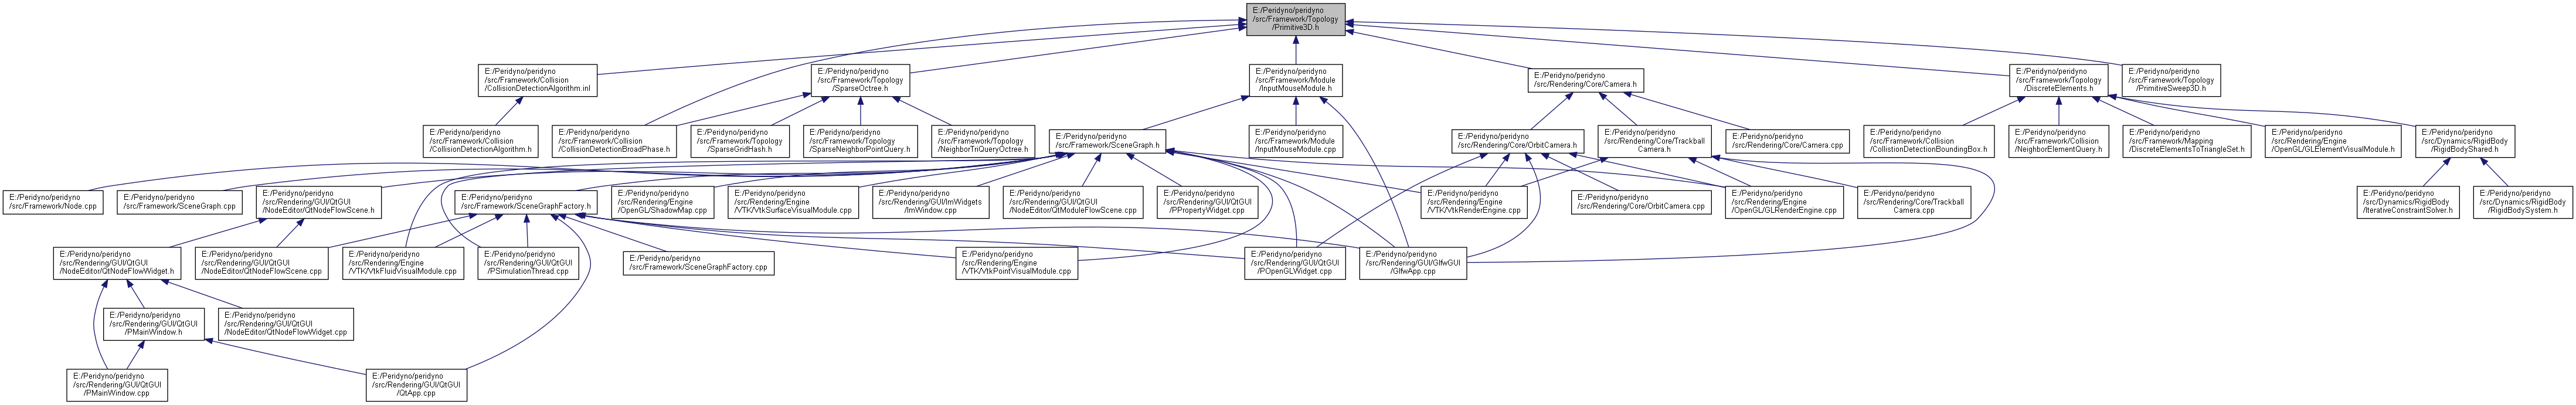 E:/Peridyno/peridyno
/src/Framework/Topology
/Primitive3D.h
E:/Peridyno/peridyno
/src/Framework/Collision
/CollisionDetectionAlgorithm.inl
E:/Peridyno/peridyno
/src/Framework/Topology
/SparseOctree.h
E:/Peridyno/peridyno
/src/Framework/Module
/InputMouseModule.h
E:/Peridyno/peridyno
/src/Rendering/Core/Camera.h
E:/Peridyno/peridyno
/src/Framework/Topology
/DiscreteElements.h
E:/Peridyno/peridyno
/src/Framework/Topology
/PrimitiveSweep3D.h
E:/Peridyno/peridyno
/src/Framework/Collision
/CollisionDetectionAlgorithm.h
E:/Peridyno/peridyno
/src/Framework/Collision
/CollisionDetectionBroadPhase.h
E:/Peridyno/peridyno
/src/Framework/Topology
/SparseGridHash.h
E:/Peridyno/peridyno
/src/Framework/Topology
/SparseNeighborPointQuery.h
E:/Peridyno/peridyno
/src/Framework/Topology
/NeighborTriQueryOctree.h
E:/Peridyno/peridyno
/src/Framework/SceneGraph.h
E:/Peridyno/peridyno
/src/Framework/Module
/InputMouseModule.cpp
E:/Peridyno/peridyno
/src/Rendering/Core/OrbitCamera.h
E:/Peridyno/peridyno
/src/Rendering/Core/Trackball
Camera.h
E:/Peridyno/peridyno
/src/Rendering/Core/Camera.cpp
E:/Peridyno/peridyno
/src/Framework/Collision
/CollistionDetectionBoundingBox.h
E:/Peridyno/peridyno
/src/Framework/Collision
/NeighborElementQuery.h
E:/Peridyno/peridyno
/src/Framework/Mapping
/DiscreteElementsToTriangleSet.h
E:/Peridyno/peridyno
/src/Rendering/Engine
/OpenGL/GLElementVisualModule.h
E:/Peridyno/peridyno
/src/Dynamics/RigidBody
/RigidBodyShared.h
E:/Peridyno/peridyno
/src/Framework/Node.cpp
E:/Peridyno/peridyno
/src/Framework/SceneGraph.cpp
E:/Peridyno/peridyno
/src/Rendering/GUI/QtGUI
/NodeEditor/QtNodeFlowScene.h
E:/Peridyno/peridyno
/src/Framework/SceneGraphFactory.h
E:/Peridyno/peridyno
/src/Rendering/Engine
/OpenGL/ShadowMap.cpp
E:/Peridyno/peridyno
/src/Rendering/Engine
/VTK/VtkSurfaceVisualModule.cpp
E:/Peridyno/peridyno
/src/Rendering/GUI/ImWidgets
/ImWindow.cpp
E:/Peridyno/peridyno
/src/Rendering/GUI/QtGUI
/NodeEditor/QtModuleFlowScene.cpp
E:/Peridyno/peridyno
/src/Rendering/GUI/QtGUI
/PPropertyWidget.cpp
E:/Peridyno/peridyno
/src/Rendering/Engine
/VTK/VtkRenderEngine.cpp
E:/Peridyno/peridyno
/src/Rendering/Core/OrbitCamera.cpp
E:/Peridyno/peridyno
/src/Rendering/Engine
/OpenGL/GLRenderEngine.cpp
E:/Peridyno/peridyno
/src/Rendering/Core/Trackball
Camera.cpp
E:/Peridyno/peridyno
/src/Dynamics/RigidBody
/IterativeConstraintSolver.h
E:/Peridyno/peridyno
/src/Dynamics/RigidBody
/RigidBodySystem.h
E:/Peridyno/peridyno
/src/Rendering/GUI/QtGUI
/NodeEditor/QtNodeFlowWidget.h
E:/Peridyno/peridyno
/src/Rendering/GUI/QtGUI
/NodeEditor/QtNodeFlowScene.cpp
E:/Peridyno/peridyno
/src/Rendering/Engine
/VTK/VtkFluidVisualModule.cpp
E:/Peridyno/peridyno
/src/Rendering/GUI/QtGUI
/PSimulationThread.cpp
E:/Peridyno/peridyno
/src/Framework/SceneGraphFactory.cpp
E:/Peridyno/peridyno
/src/Rendering/Engine
/VTK/VtkPointVisualModule.cpp
E:/Peridyno/peridyno
/src/Rendering/GUI/QtGUI
/POpenGLWidget.cpp
E:/Peridyno/peridyno
/src/Rendering/GUI/GlfwGUI
/GlfwApp.cpp
E:/Peridyno/peridyno
/src/Rendering/GUI/QtGUI
/PMainWindow.h
E:/Peridyno/peridyno
/src/Rendering/GUI/QtGUI
/NodeEditor/QtNodeFlowWidget.cpp
E:/Peridyno/peridyno
/src/Rendering/GUI/QtGUI
/PMainWindow.cpp
E:/Peridyno/peridyno
/src/Rendering/GUI/QtGUI
/QtApp.cpp